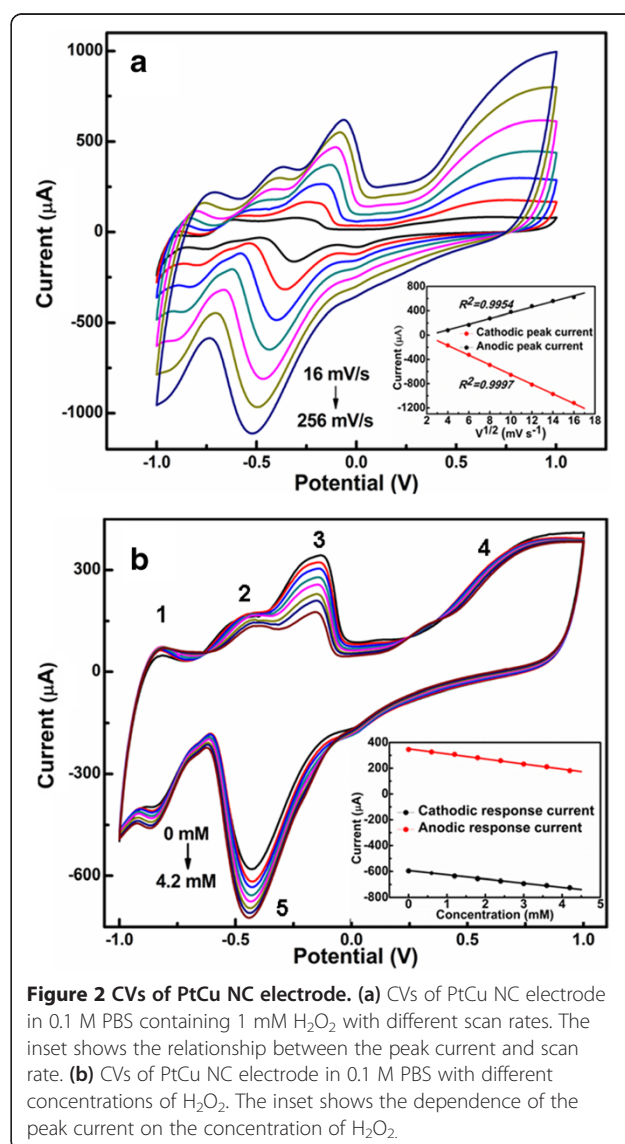 a
1000
500
0
-500
-1000
Current (μA)
16 mV/s
256 mV/s
-1.0 -0.5 0.0 0.5 1.0
Potential (V)
800
400
0
-400
-800
-1200
Current (μA)
R²=0.9954
Cathodic peak current
Anodic peak current
R²=0.9997
2 4 6 8 10 12 14 16 18
V^1/2 (mV s⁻¹)
b
1
2
3
4
5
300
0
-300
-600
Current (μA)
0 mM
4.2 mM
-1.0 -0.5 0.0 0.5 1.0
Potential (V)
400
200
0
-200
-400
-600
-800
Current (μA)
Cathodic response current
Anodic response current
0 1 2 3 4 5
Concentration (mM)
Figure 2 CVs of PtCu NC electrode. (a) CVs of PtCu NC electrode
in 0.1 M PBS containing 1 mM H₂O₂ with different scan rates. The
inset shows the relationship between the peak current and scan
rate. (b) CVs of PtCu NC electrode in 0.1 M PBS with different
concentrations of H₂O₂. The inset shows the dependence of the
peak current on the concentration of H₂O₂.